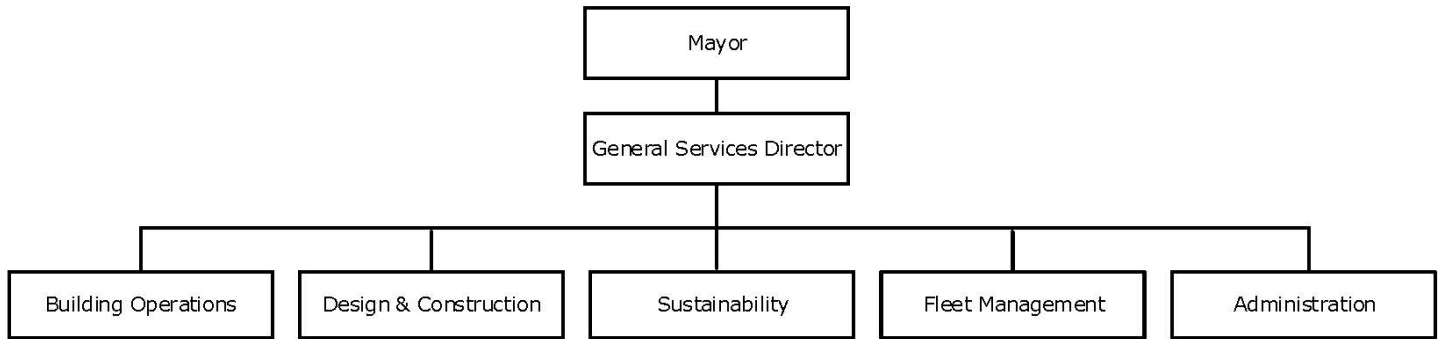 Mayor
General Services Director
Building Operations
Design & Construction
Sustainability
Fleet Management
Administration